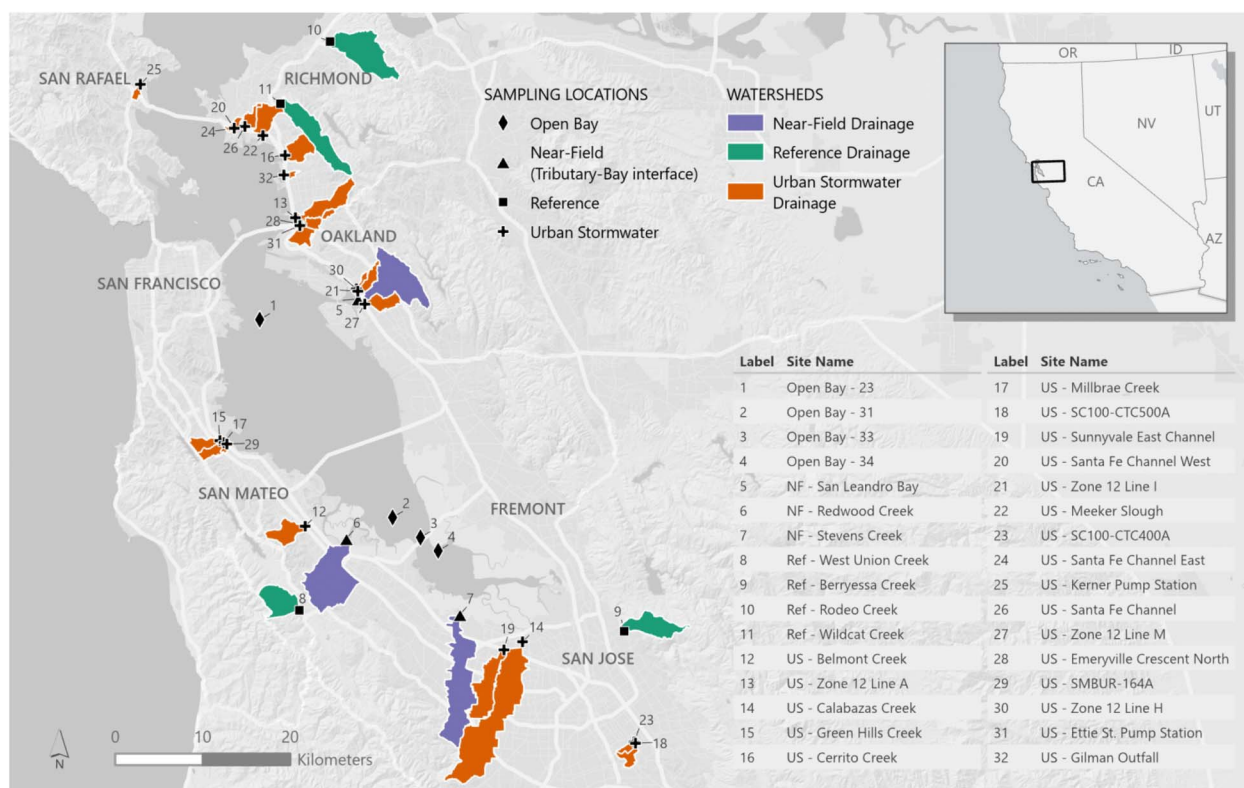 10
25
SAN RAFAEL
RICHMOND
11
20
24
26
22
16
32
13
28
31
OAKLAND
SAN FRANCISCO
30
21
5
27
1
15
17
29
SAN MATEO
12
6
2
3
4
FREMONT
8
7
9
19
14
SAN JOSE
23
18
N
0 10 20
Kilometers
SAMPLING LOCATIONS
Open Bay
Near-Field
(Tributary-Bay interface)
Reference
Urban Stormwater
WATERSHEDS
Near-Field Drainage
Reference Drainage
Urban Stormwater
Drainage
OR
ID
NV
UT
CA
AZ
Label Site Name Label Site Name
1 Open Bay - 23 17 US - Millbrae Creek
2 Open Bay - 31 18 US - SC100-CTC500A
3 Open Bay - 33 19 US - Sunnyvale East Channel
4 Open Bay - 34 20 US - Santa Fe Channel West
5 NF - San Leandro Bay 21 US - Zone 12 Line I
6 NF - Redwood Creek 22 US - Meeker Slough
7 NF - Stevens Creek 23 US - SC100-CTC400A
8 Ref - West Union Creek 24 US - Santa Fe Channel East
9 Ref - Berryessa Creek 25 US - Kerner Pump Station
10 Ref - Rodeo Creek 26 US - Santa Fe Channel
11 Ref - Wildcat Creek 27 US - Zone 12 Line M
12 US - Belmont Creek 28 US - Emeryville Crescent North
13 US - Zone 12 Line A 29 US - SMBUR-164A
14 US - Calabazas Creek 30 US - Zone 12 Line H
15 US - Green Hills Creek 31 US - Ettie St. Pump Station
16 US - Cerrito Creek 32 US - Gilman Outfall